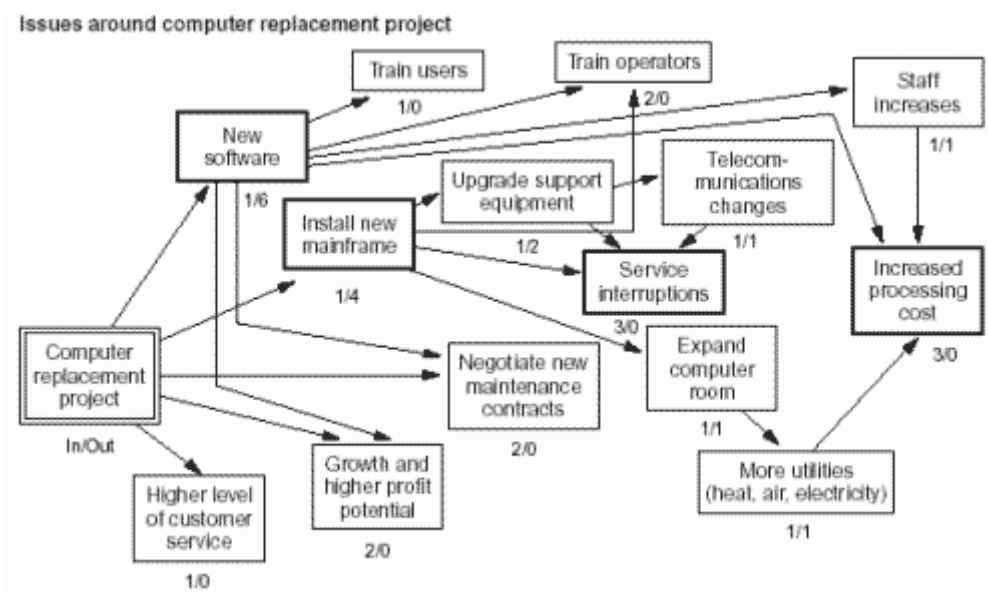 Issues around computer replacement project
Train users
1/0
Train operators
2/0
Staff
increases
1/1
New
software
1/6
Upgrade support
equipment
1/2
Telecom-
munications
changes
1/1
Install new
mainframe
1/4
Service
interruptions
3/0
Increased
processing
cost
3/0
Computer
replacement
project
In/Out
Negotiate new
maintenance
contracts
2/0
Expand
computer
room
1/1
Growth and
higher profit
potential
2/0
More utilities
(heat, air, electricity)
1/1
Higher level
of customer
service
1/0